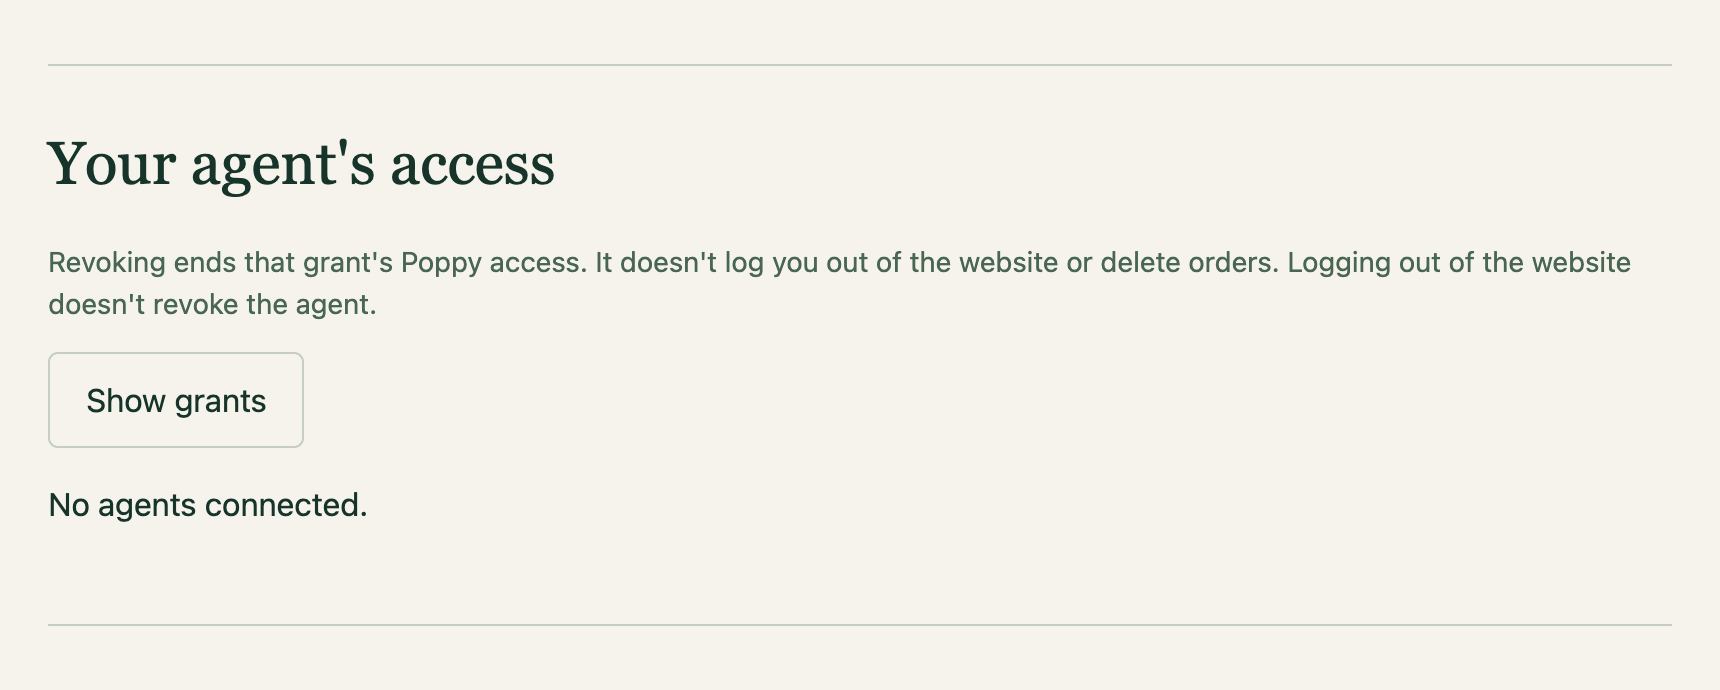 Your agent's access
Revoking ends that grant's Poppy access. It doesn't log you out of the website or delete orders. Logging out of the website
doesn't revoke the agent.
Show grants
No agents connected.